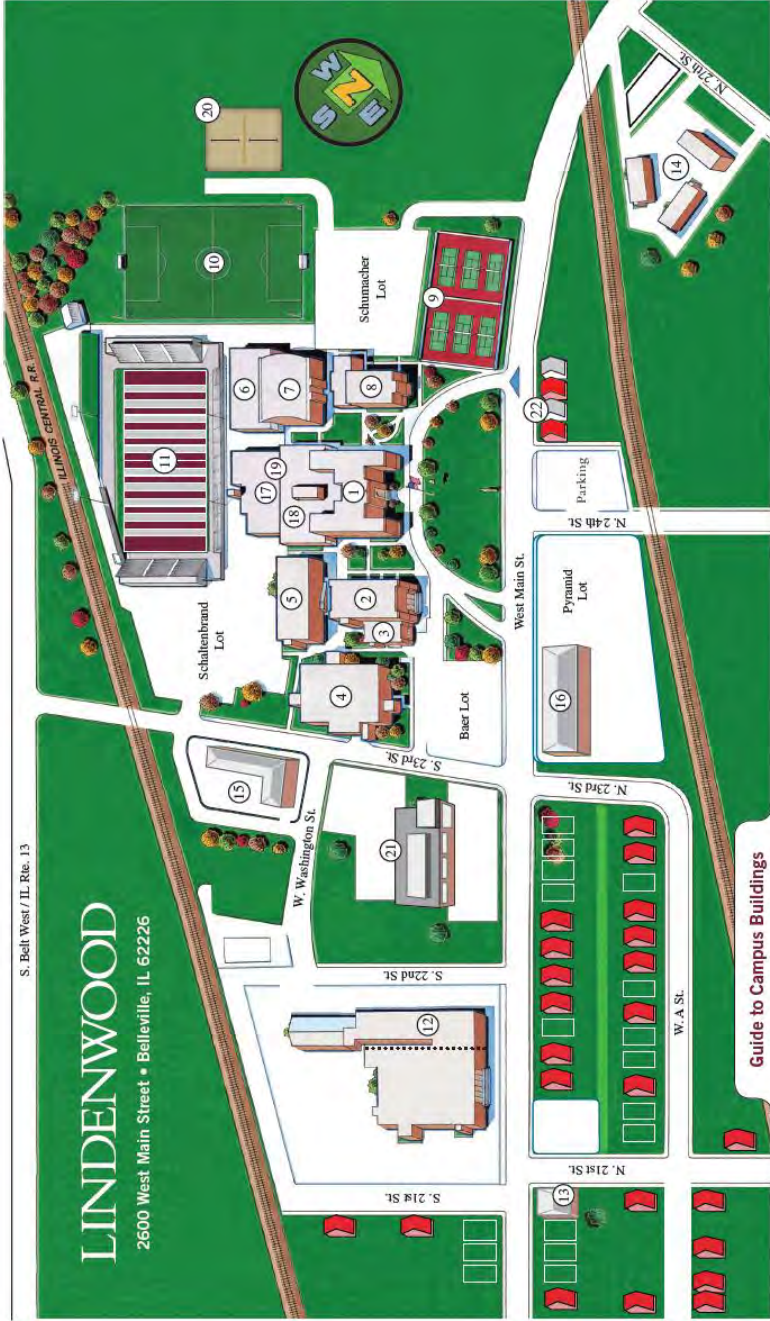 S. Belt West / IL Rte. 13
LINDENWOOD
2600 West Main Street • Belleville, IL 62226
ILLINOIS CENTRAL R.R.
S
W
N
E
20
10
11
Schumacher
Lot
9
6
7
8
17
19
18
1
5
2
3
4
Schaltenbrand
Lot
Baer Lot
15
W. Washington St.
S. 23rd St.
21
S. 22nd St.
12
S. 21st St.
West Main St.
N. 27th St.
14
22
Parking
N. 24th St.
Pyramid
Lot
16
N. 23rd St.
W. A St.
N. 21st St.
13
Guide to Campus Buildings